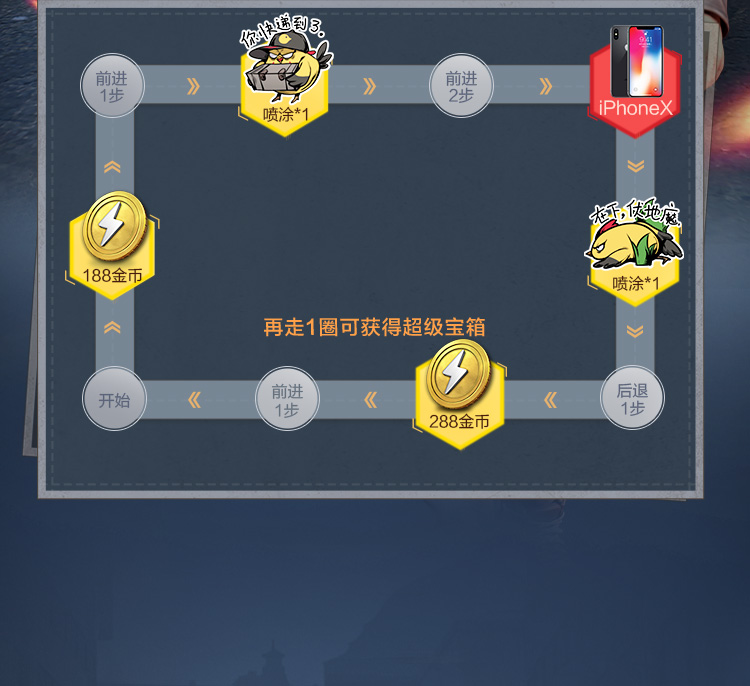 你快递到了.
前进
1步
喷涂*1
前进
2步
iPhoneX
188金币
在下,伏地魔.
喷涂*1
再走1圈可获得超级宝箱
开始
前进
1步
288金币
后退
1步